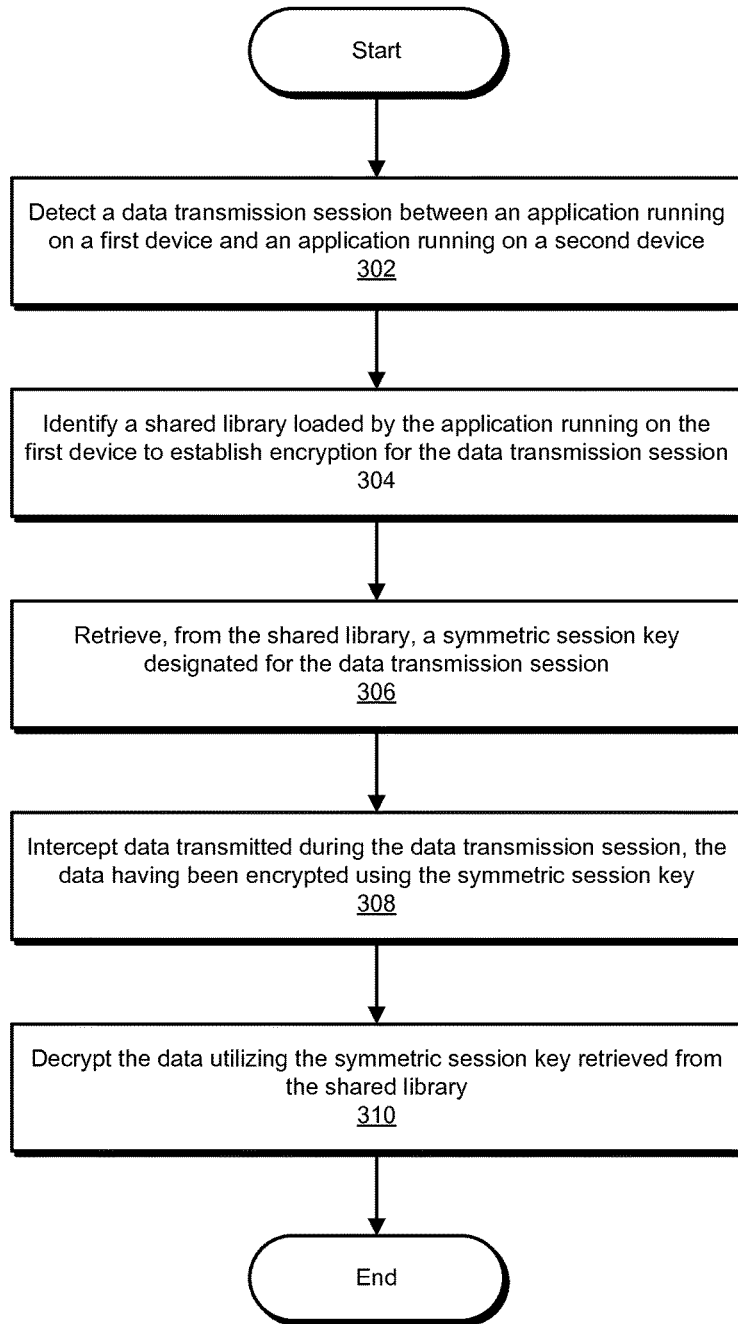 Start
Detect a data transmission session between an application running
on a first device and an application running on a second device
302
Identify a shared library loaded by the application running on the
first device to establish encryption for the data transmission session
304
Retrieve, from the shared library, a symmetric session key
designated for the data transmission session
306
Intercept data transmitted during the data transmission session, the
data having been encrypted using the symmetric session key
308
Decrypt the data utilizing the symmetric session key retrieved from
the shared library
310
End